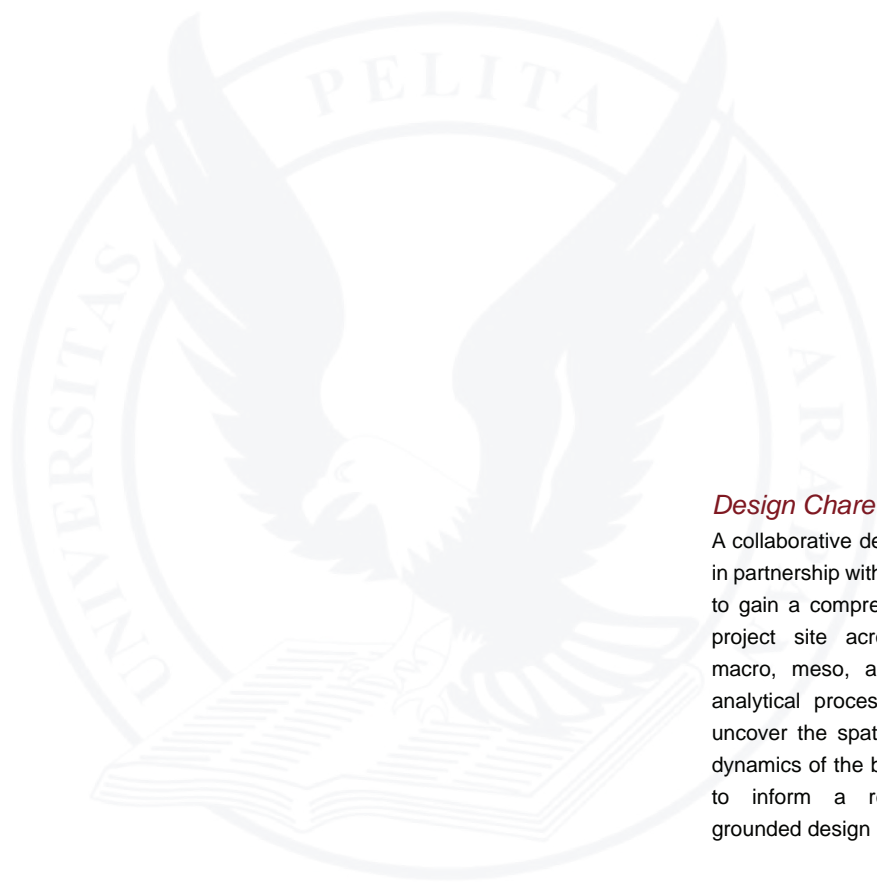 PELITA
UNIVERSITAS
HARAPAN
Design Chare
A collaborative de
in partnership with
to gain a compre
project site acr
macro, meso, a
analytical proces
uncover the spat
dynamics of the b
to inform a r
grounded design